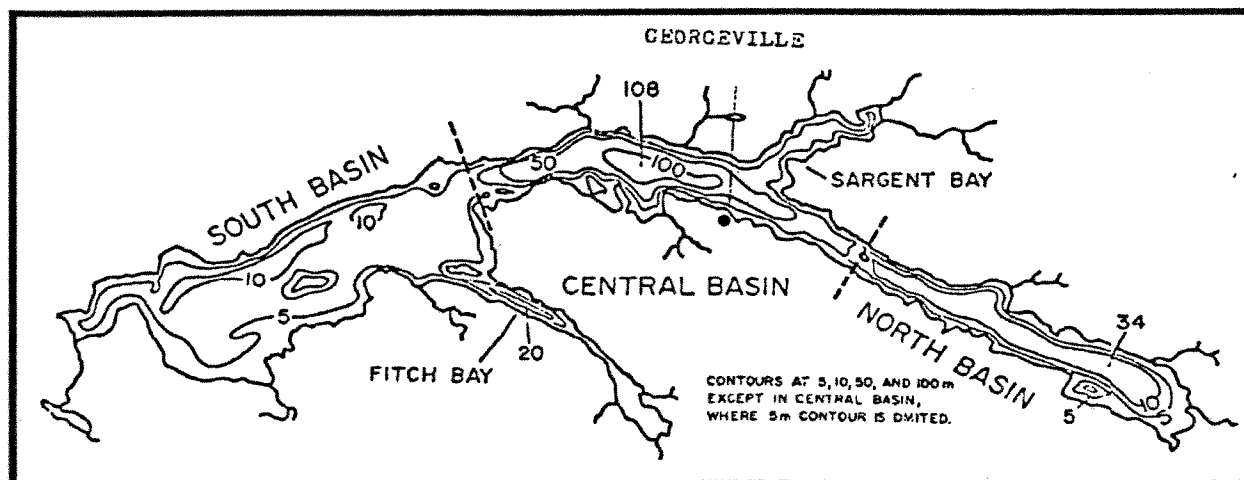 GEORGEVILLE
108
SOUTH BASIN
50
100
SARGENT BAY
10
10
CENTRAL BASIN
5
NORTH BASIN
34
20
FITCH BAY
CONTOURS AT 5, 10, 50, AND 100 m
EXCEPT IN CENTRAL BASIN,
WHERE 5m CONTOUR IS OMITED.
5
10